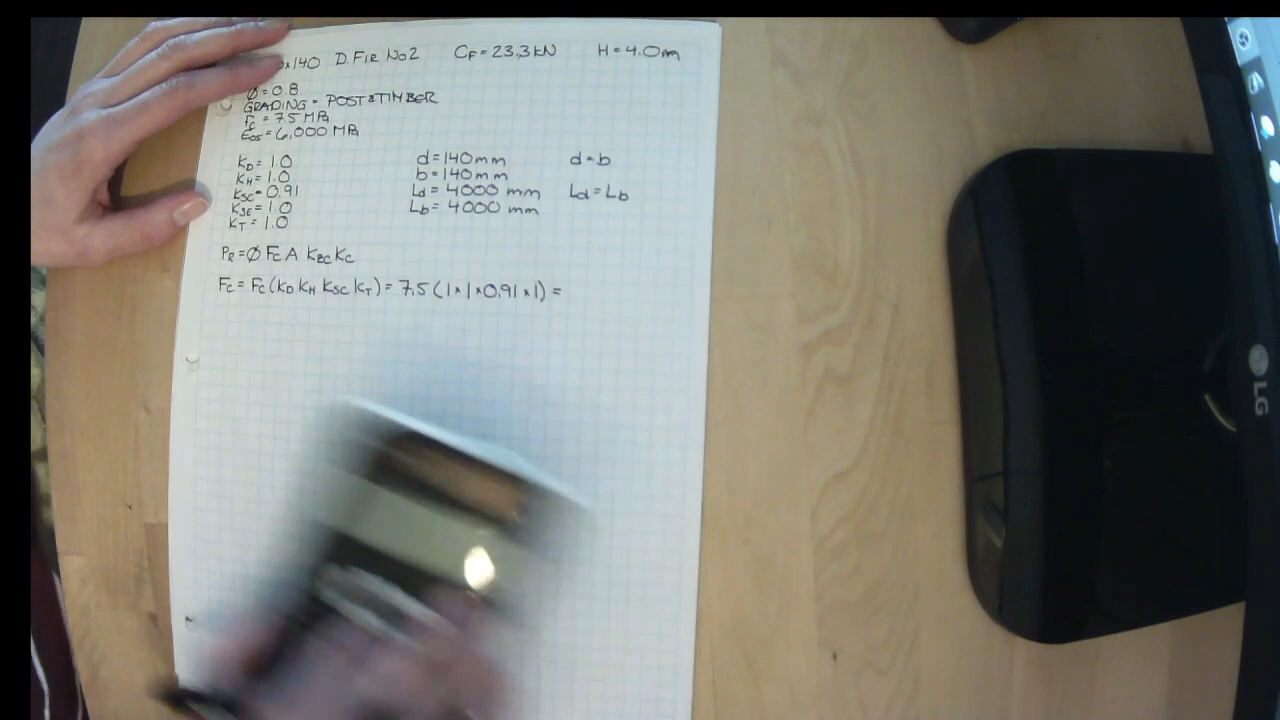 x140 D.FIR No2 CF = 23.3kN H = 4.0m
Ø = 0.8
GRADING = POST & TIMBER
Fc = 7.5 MPa
E05 = 6,000 MPa
KD = 1.0 d = 140mm d = b
KH = 1.0 b = 140mm
KSC = 0.91 Ld = 4000 mm Ld = Lb
KSE = 1.0 Lb = 4000 mm
KT = 1.0
PR = Ø Fc A KZC KC
Fc = Fc (KD KH KSC KT) = 7.5 (1 x 1 x 0.91 x 1) =
LG